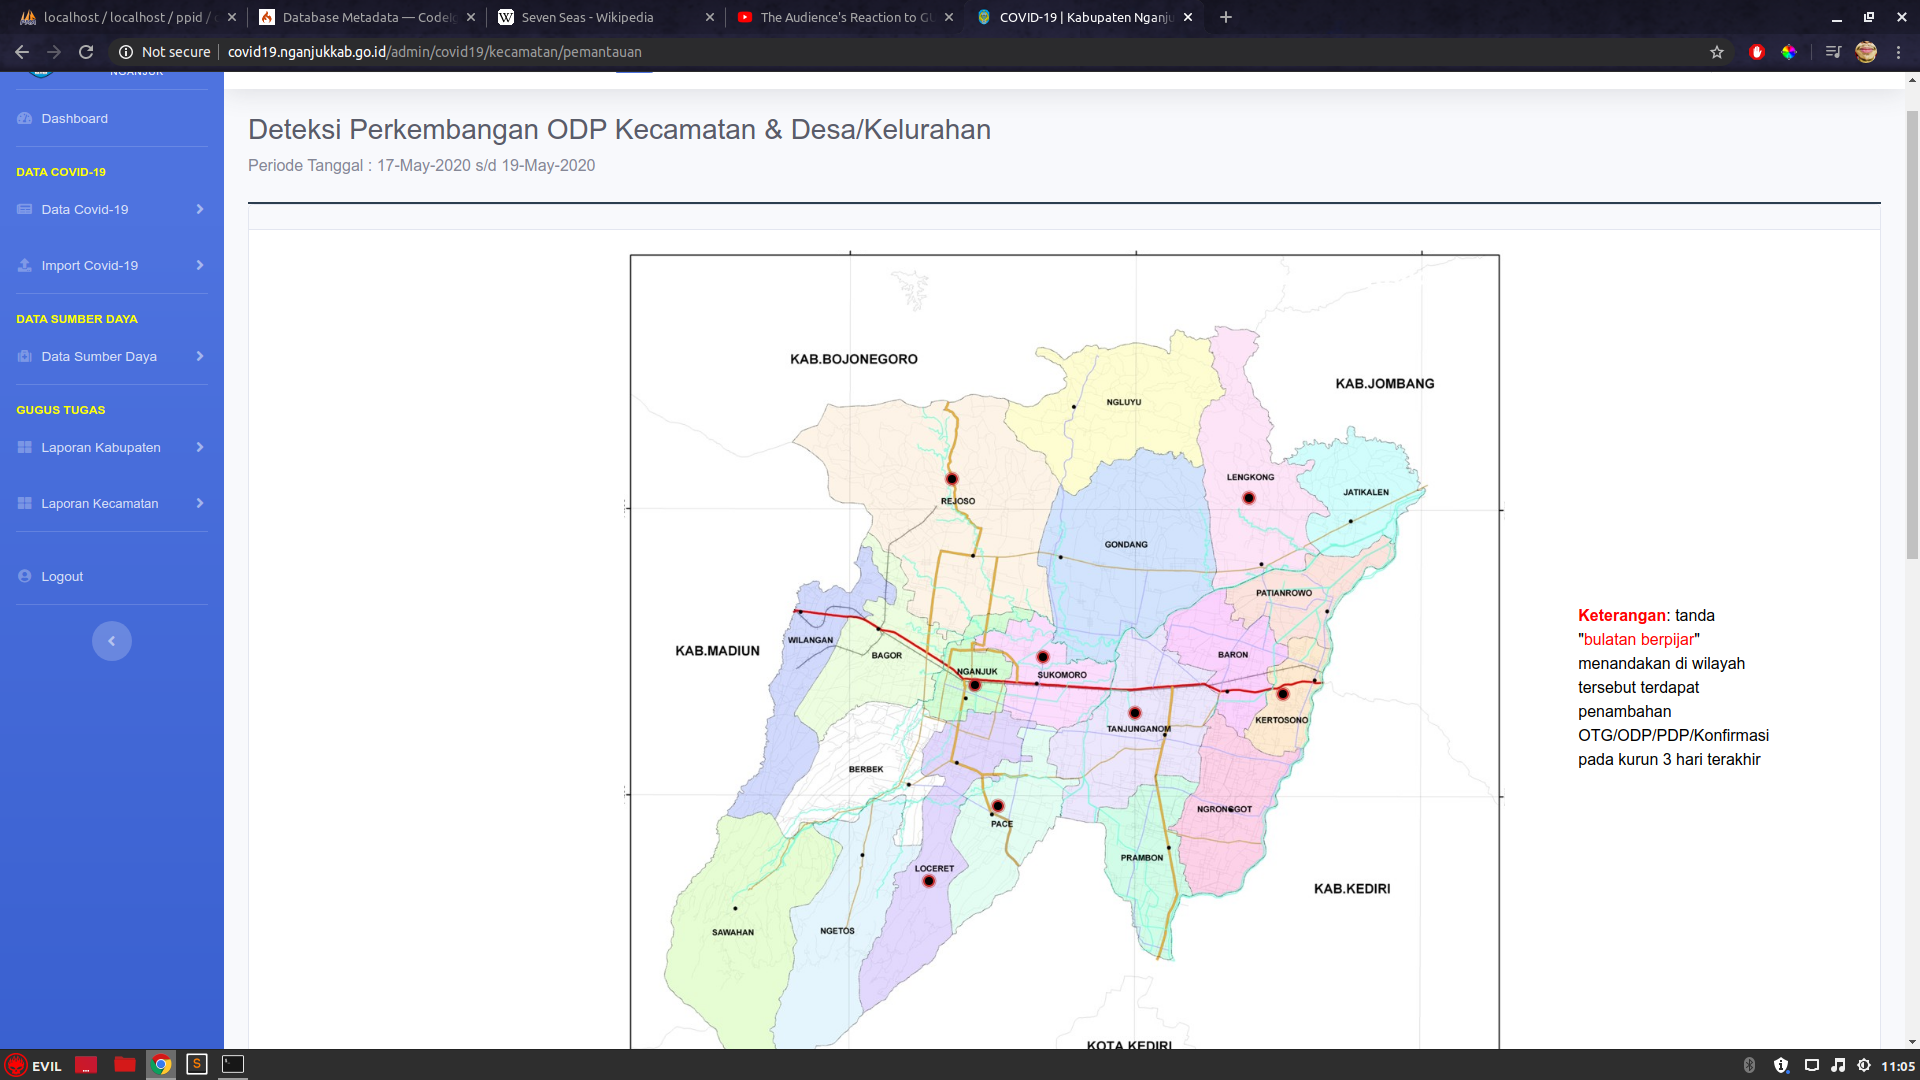 localhost / localhost / ppid /
Database Metadata — CodeIg
Seven Seas - Wikipedia
The Audience's Reaction to GU
COVID-19 | Kabupaten Nganju
Not secure
covid19.nganjukkab.go.id/admin/covid19/kecamatan/pemantauan
NGANJUK
Dashboard
DATA COVID-19
Data Covid-19
Import Covid-19
DATA SUMBER DAYA
Data Sumber Daya
GUGUS TUGAS
Laporan Kabupaten
Laporan Kecamatan
Logout
Deteksi Perkembangan ODP Kecamatan & Desa/Kelurahan
Periode Tanggal : 17-May-2020 s/d 19-May-2020
KAB.BOJONEGORO
KAB.JOMBANG
NGLUYU
LENGKONG
JATIKALEN
REJOSO
GONDANG
PATIANROWO
WILANGAN
KAB.MADIUN
BAGOR
BARON
NGANJUK
SUKOMORO
KERTOSONO
TANJUNGANOM
BERBEK
NGRONGGOT
PACE
PRAMBON
LOCERET
KAB.KEDIRI
SAWAHAN
NGETOS
KOTA KEDIRI
Keterangan: tanda
"bulatan berpijar"
menandakan di wilayah
tersebut terdapat
penambahan
OTG/ODP/PDP/Konfirmasi
pada kurun 3 hari terakhir
EVIL
11:05